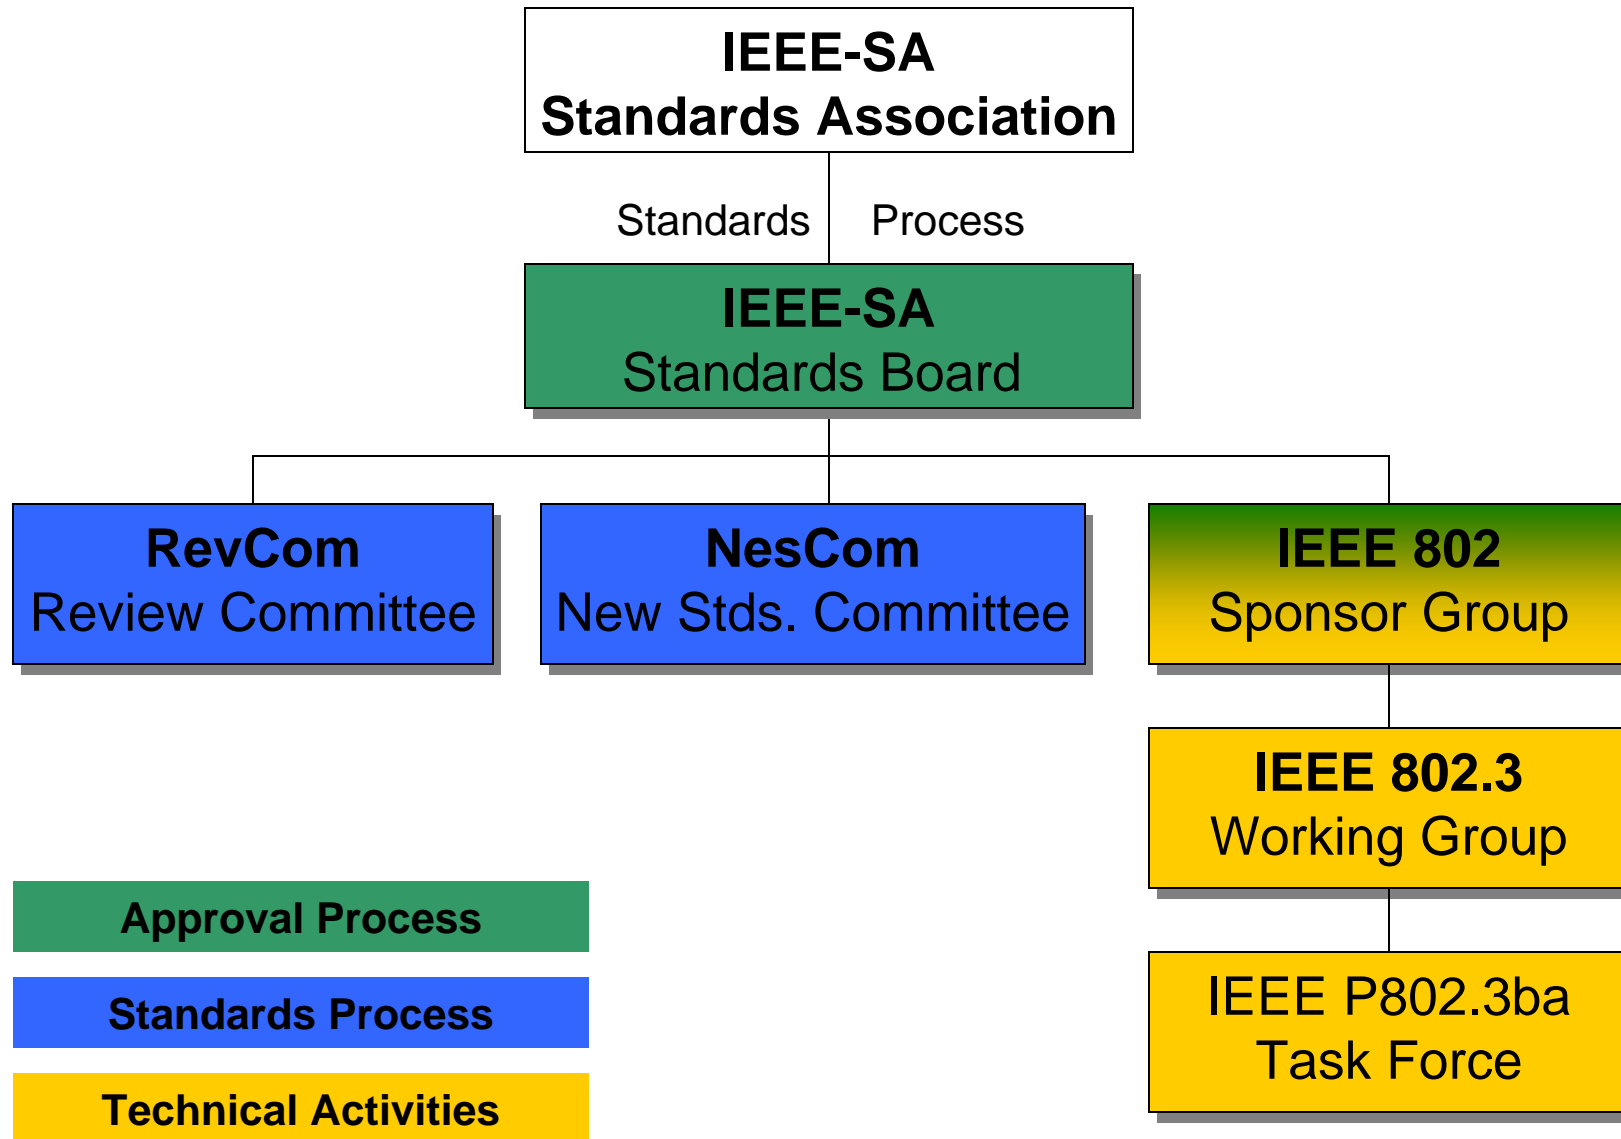 IEEE-SA
Standards Association
Standards Process
IEEE-SA
Standards Board
RevCom
Review Committee
NesCom
New Stds. Committee
IEEE 802
Sponsor Group
IEEE 802.3
Working Group
IEEE P802.3ba
Task Force
Approval Process
Standards Process
Technical Activities